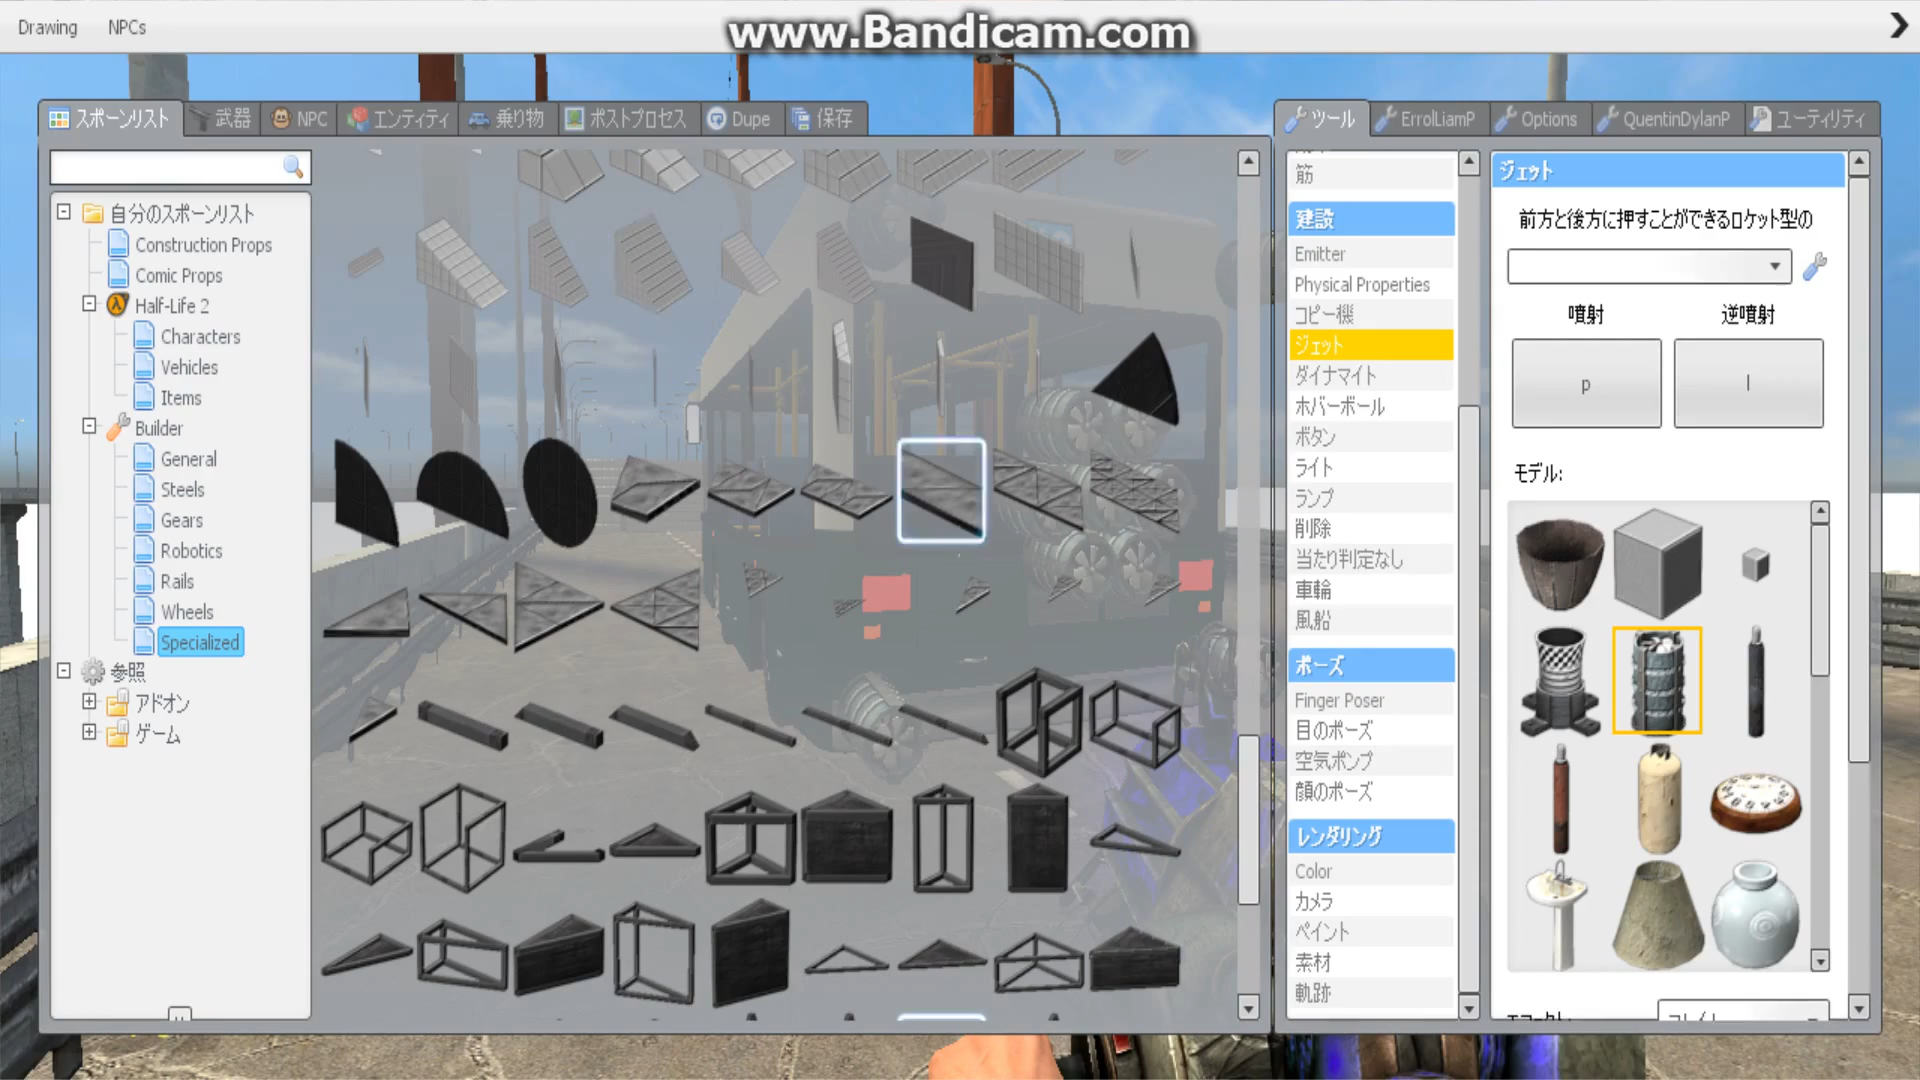 Drawing NPCs
www.Bandicam.com
スポーンリスト 武器 NPC エンティティ 乗り物 ポストプロセス Dupe 保存
自分のスポーンリスト
Construction Props
Comic Props
Half-Life 2
Characters
Vehicles
Items
Builder
General
Steels
Gears
Robotics
Rails
Wheels
Specialized
参照
アドオン
ゲーム
ツール ErrolLiamP Options QuentinDylanP ユーティリティ
筋
建設
Emitter
Physical Properties
コピー機
ジェット
ダイナマイト
ホバーボール
ボタン
ライト
ランプ
削除
当たり判定なし
車輪
風船
ポーズ
Finger Poser
目のポーズ
空気ポンプ
顔のポーズ
レンダリング
Color
カメラ
ペイント
素材
軌跡
ジェット
前方と後方に押すことができるロケット型の
噴射 逆噴射
p l
モデル: